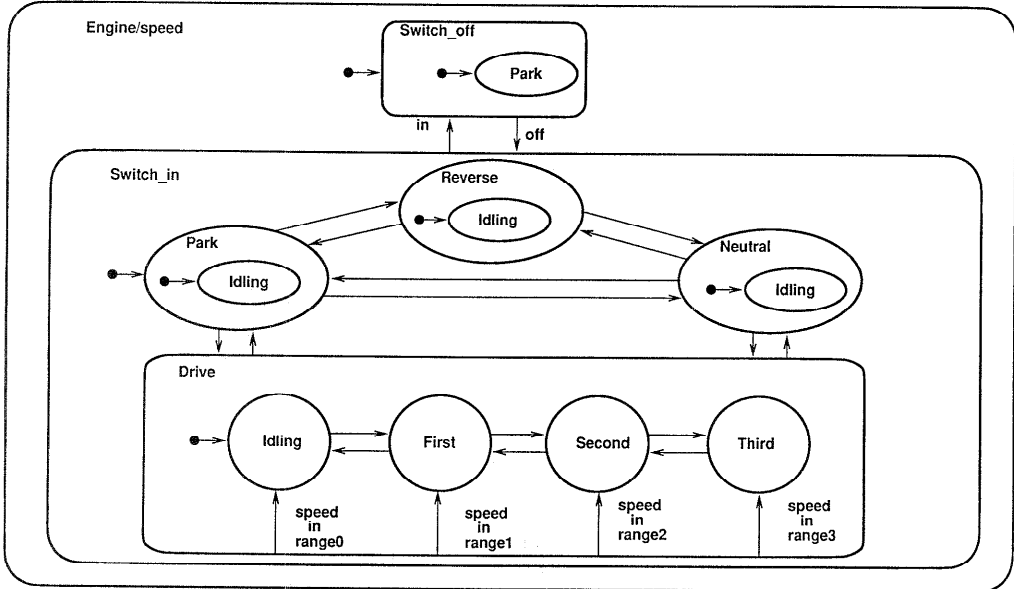 Engine/speed
Switch_off
Park
in
off
Switch_in
Reverse
Idling
Park
Idling
Neutral
Idling
Drive
Idling
First
Second
Third
speed
in
range0
speed
in
range1
speed
in
range2
speed
in
range3